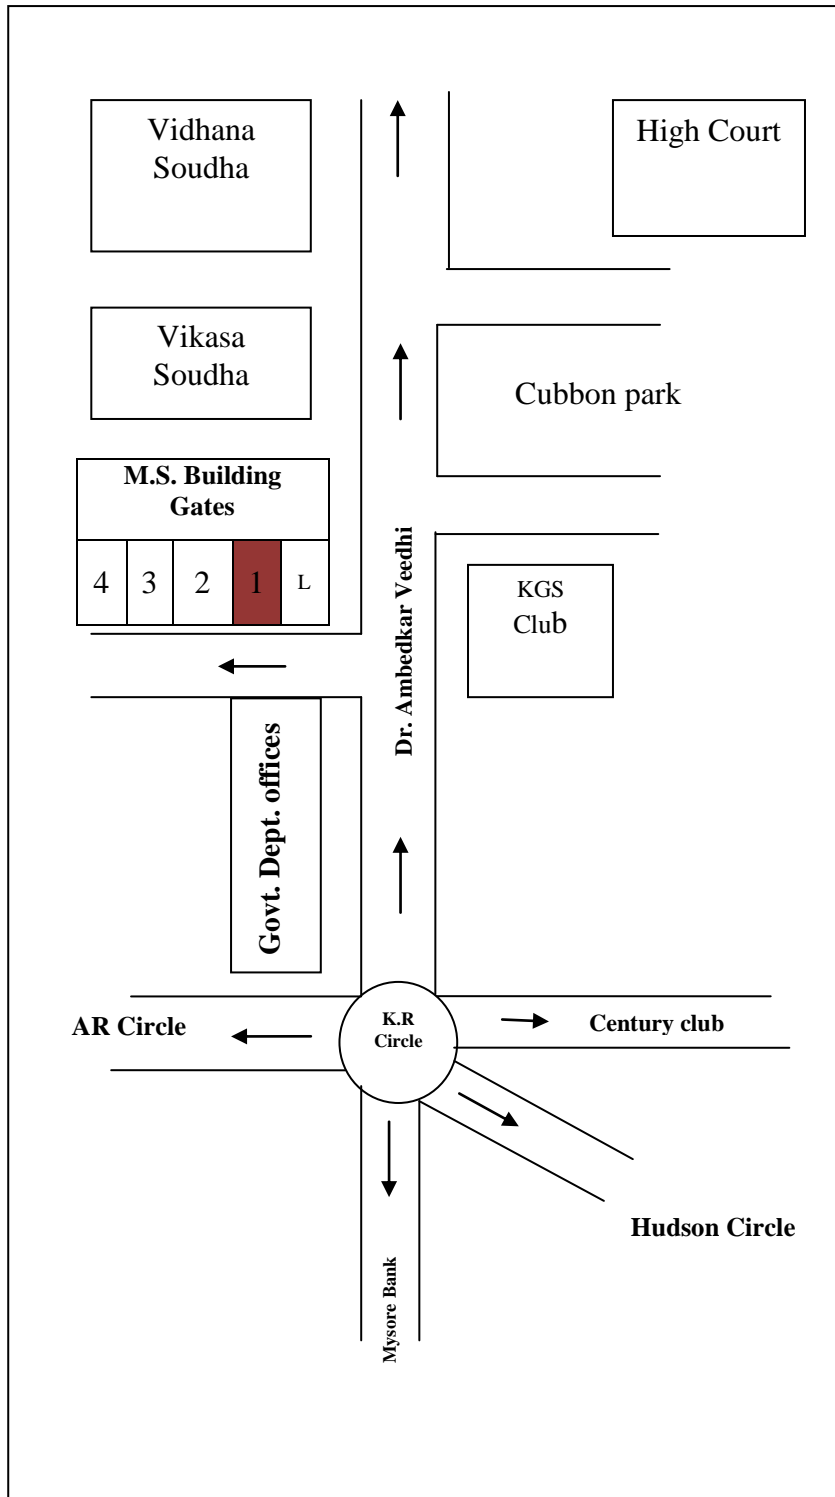 Vidhana
Soudha
High Court
Vikasa
Soudha
Cubbon park
M.S. Building
Gates
4 3 2 1 L
Dr. Ambedkar Veedhi
KGS
Club
Govt. Dept. offices
AR Circle
K.R
Circle
Century club
Hudson Circle
Mysore Bank